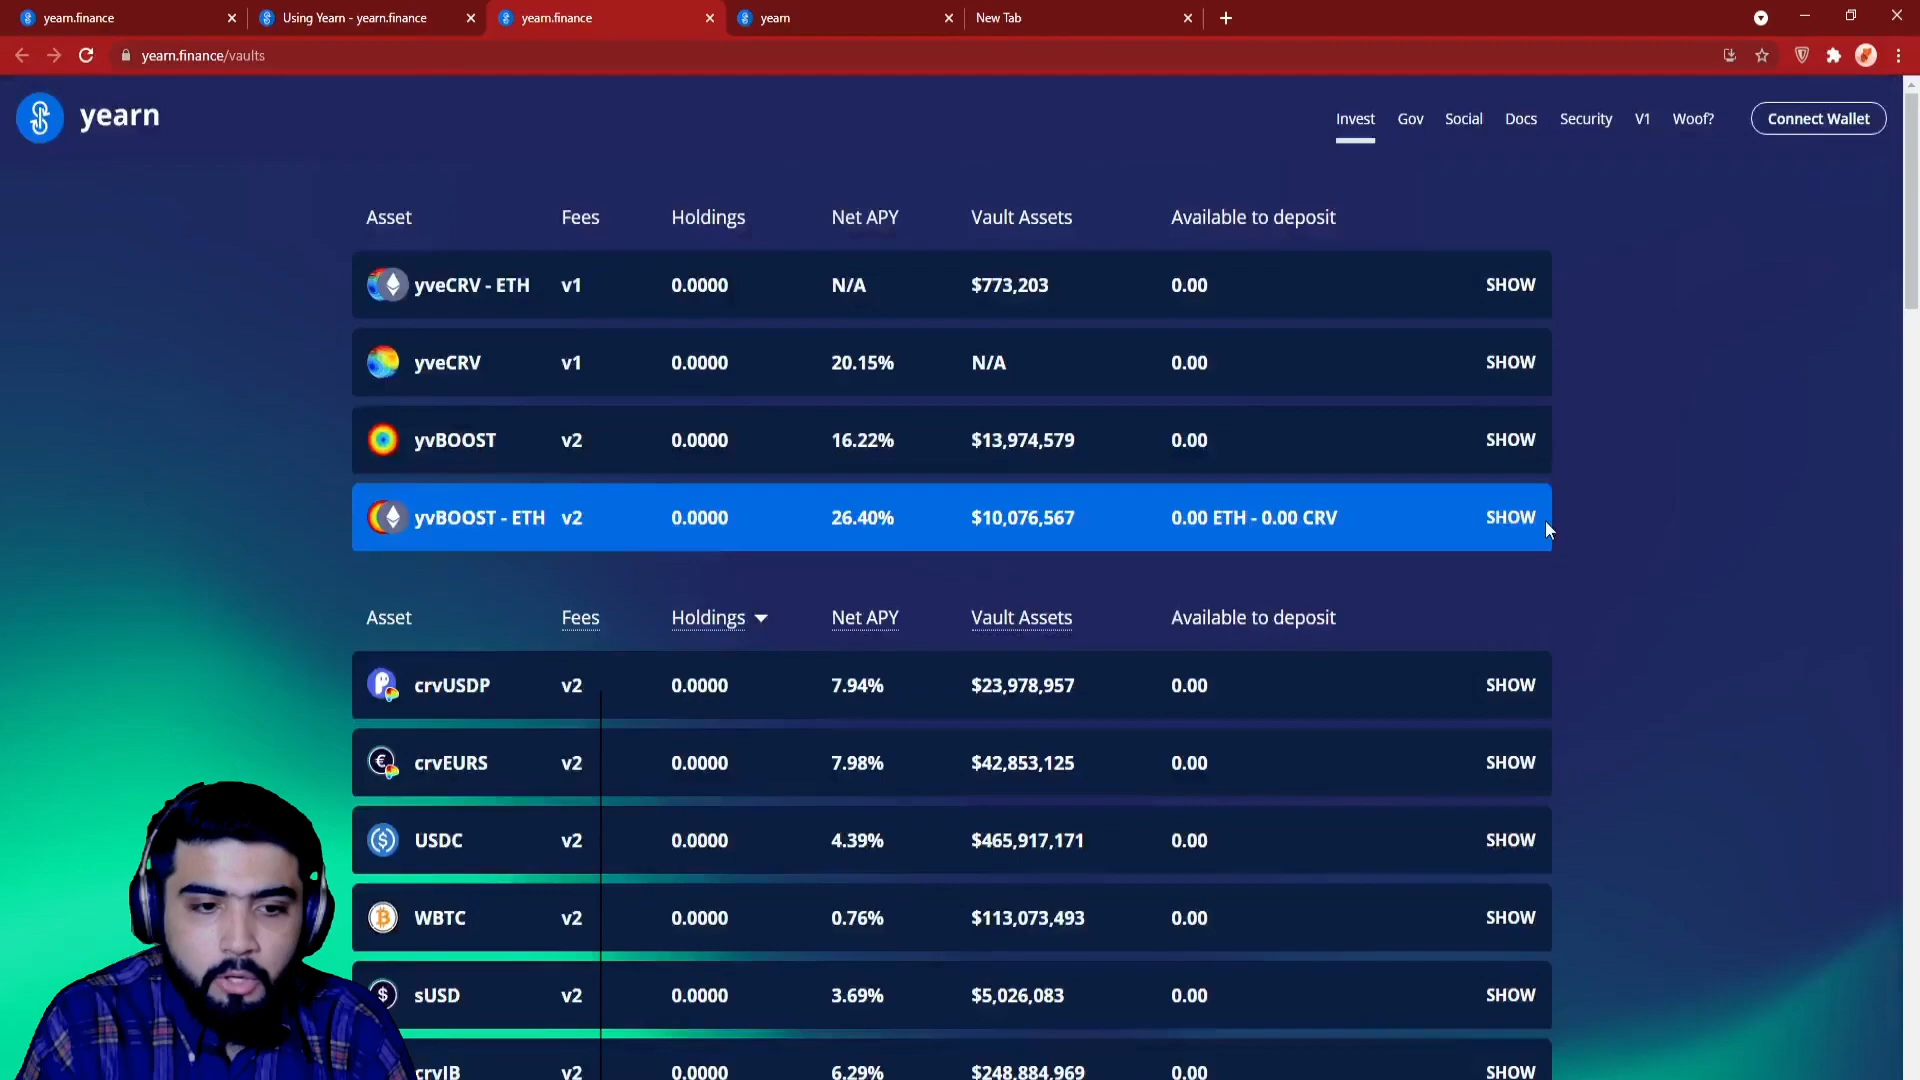 yearn.finance
Using Yearn - yearn.finance
yearn.finance
yearn
New Tab
yearn.finance/vaults
yearn
Invest
Gov
Social
Docs
Security
V1
Woof?
Connect Wallet
Asset Fees Holdings Net APY Vault Assets Available to deposit
yveCRV - ETH v1 0.0000 N/A $773,203 0.00 SHOW
yveCRV v1 0.0000 20.15% N/A 0.00 SHOW
yvBOOST v2 0.0000 16.22% $13,974,579 0.00 SHOW
yvBOOST - ETH v2 0.0000 26.40% $10,076,567 0.00 ETH - 0.00 CRV SHOW
Asset Fees Holdings Net APY Vault Assets Available to deposit
crvUSDP v2 0.0000 7.94% $23,978,957 0.00 SHOW
crvEURS v2 0.0000 7.98% $42,853,125 0.00 SHOW
USDC v2 0.0000 4.39% $465,917,171 0.00 SHOW
WBTC v2 0.0000 0.76% $113,073,493 0.00 SHOW
sUSD v2 0.0000 3.69% $5,026,083 0.00 SHOW
crvIB v2 0.0000 6.29% $248,884,969 0.00 SHOW